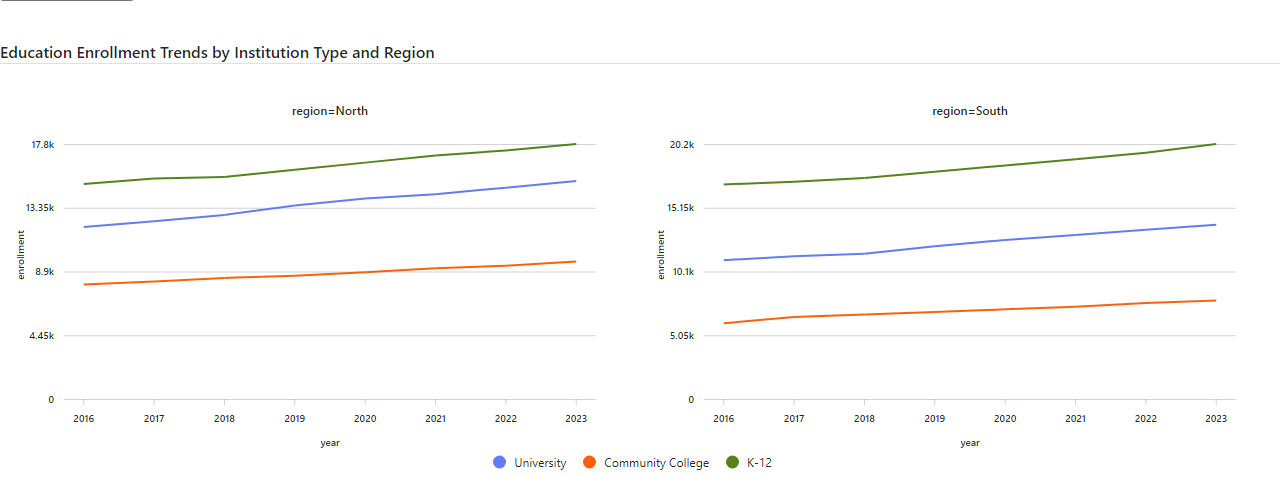 Education Enrollment Trends by Institution Type and Region
region=North
17.8k
13.35k
8.9k
4.45k
0
enrollment
2016 2017 2018 2019 2020 2021 2022 2023
year
region=South
20.2k
15.15k
10.1k
5.05k
0
enrollment
2016 2017 2018 2019 2020 2021 2022 2023
year
University Community College K-12